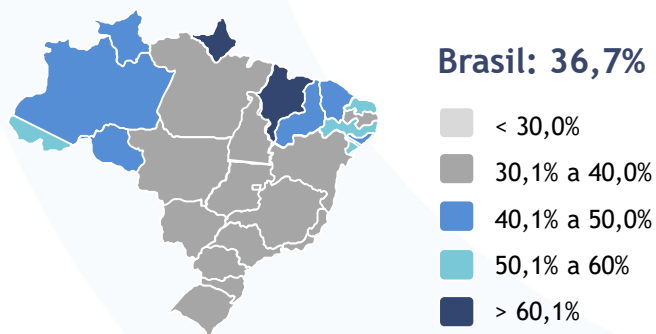 Brasil: 36,7%
< 30,0%
30,1% a 40,0%
40,1% a 50,0%
50,1% a 60%
> 60,1%